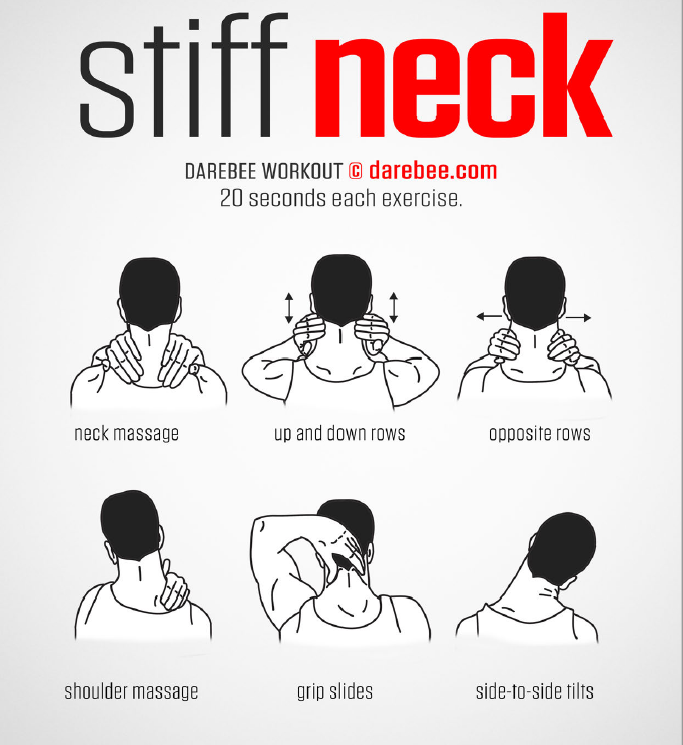 stiff neck
DAREBEE WORKOUT © darebee.com
20 seconds each exercise.
neck massage
up and down rows
opposite rows
shoulder massage
grip slides
side-to-side tilts